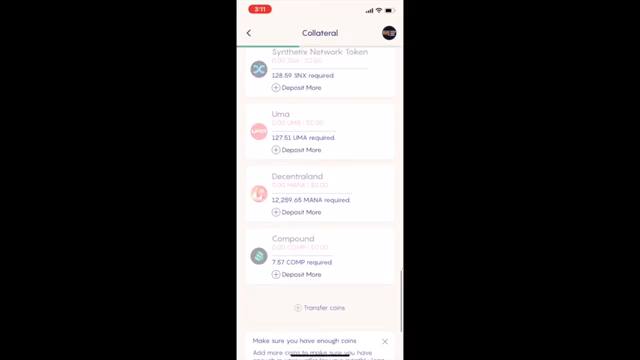 3:11
Collateral
Synthetix Network Token
0.00 SNX | $0.00
128.59 SNX required.
Deposit More
Uma
0.00 UMA | $0.00
127.51 UMA required.
Deposit More
Decentraland
0.00 MANA | $0.00
12,259.65 MANA required.
Deposit More
Compound
0.00 COMP | $0.00
7.57 COMP required.
Deposit More
Transfer coins
Make sure you have enough coins
Add more coins to make sure you have